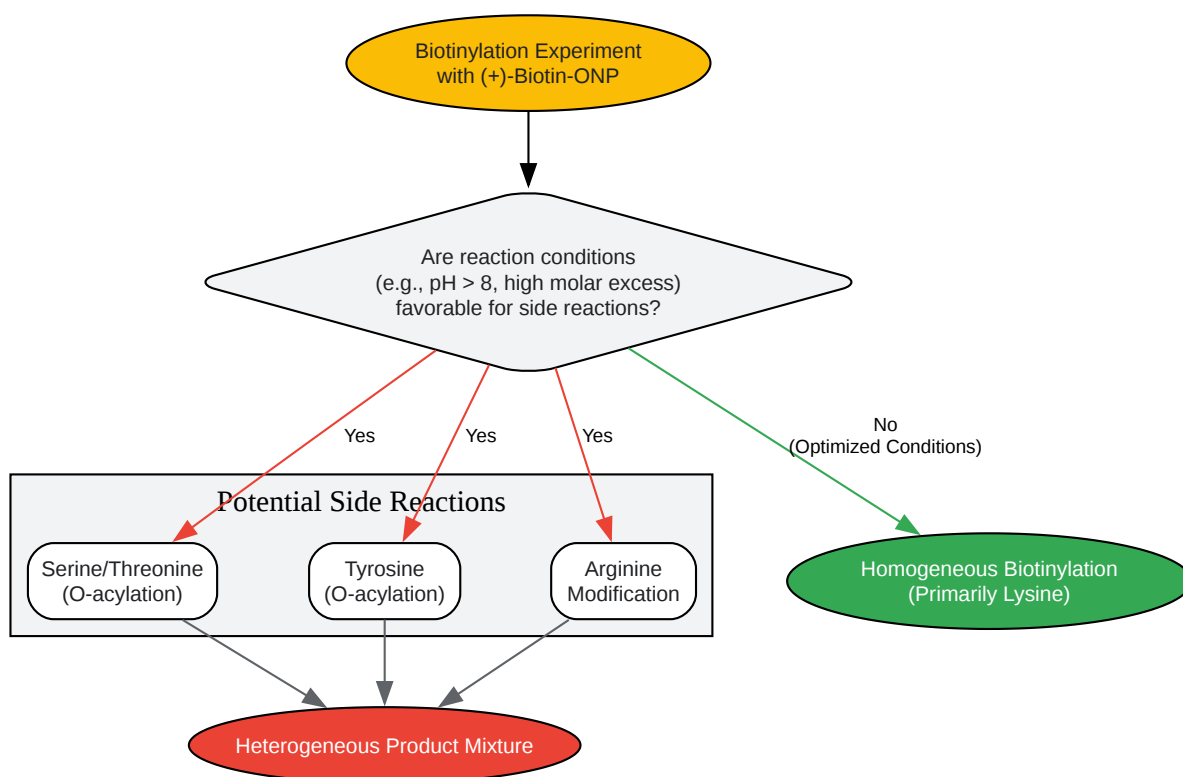 Biotinylation Experiment
with (+)-Biotin-ONP
Are reaction conditions
(e.g., pH > 8, high molar excess)
favorable for side reactions?
Yes
Yes
Yes
No
(Optimized Conditions)
Potential Side Reactions
Serine/Threonine
(O-acylation)
Tyrosine
(O-acylation)
Arginine
Modification
Homogeneous Biotinylation
(Primarily Lysine)
Heterogeneous Product Mixture